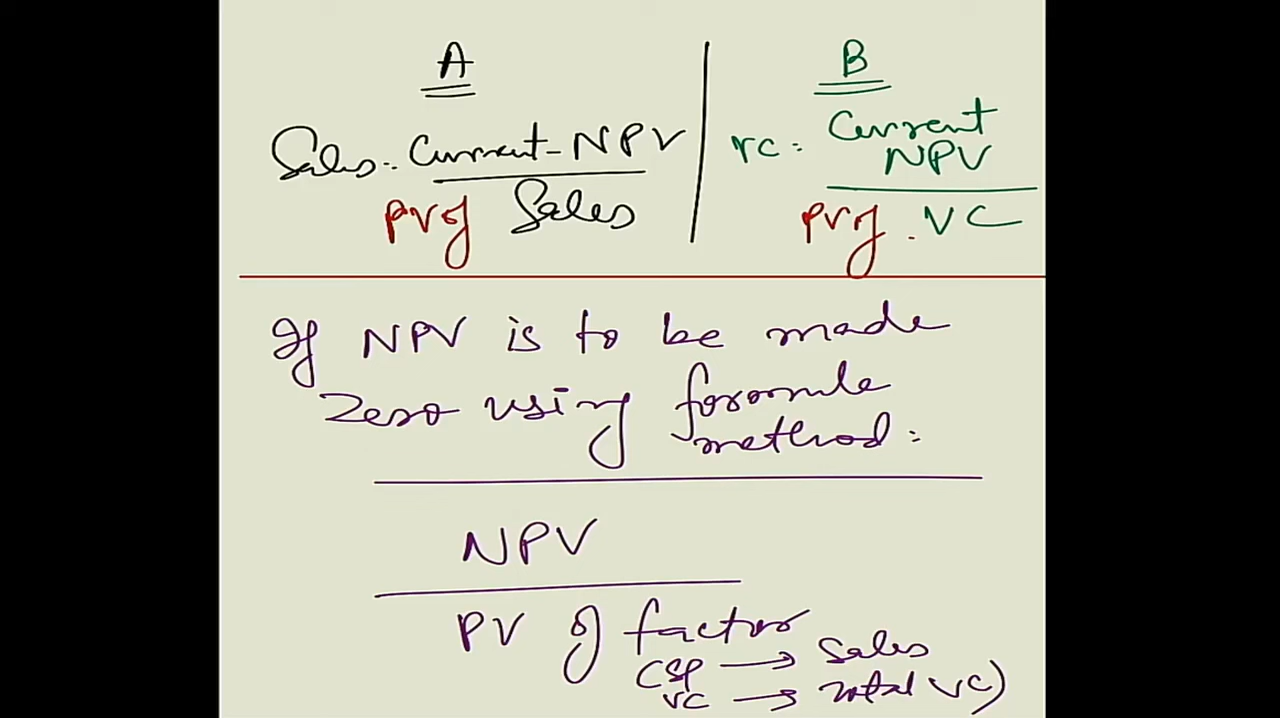 A
Sales = Current NPV
PV of Sales
B
VC = Current
NPV
PV of VC
If NPV is to be made
zero using formule
method:
NPV
PV of factor
(SP → Sales
VC → total VC)